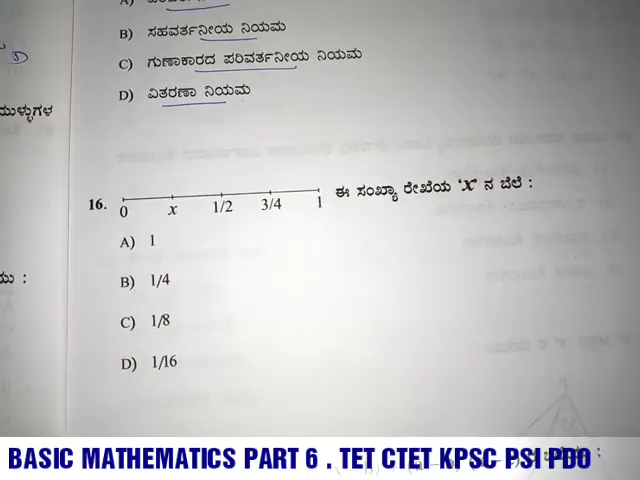 B) ಸಹವರ್ತನೀಯ ನಿಯಮ
C) ಗುಣಾಕಾರದ ಪರಿವರ್ತನೀಯ ನಿಯಮ
D) ವಿತರಣಾ ನಿಯಮ
ಮುಳ್ಳುಗಳ
16. 0 x 1/2 3/4 1 ಈ ಸಂಖ್ಯಾ ರೇಖೆಯ 'X' ನ ಬೆಲೆ :
A) 1
B) 1/4
C) 1/8
D) 1/16
BASIC MATHEMATICS PART 6 . TET CTET KPSC PSI PDO